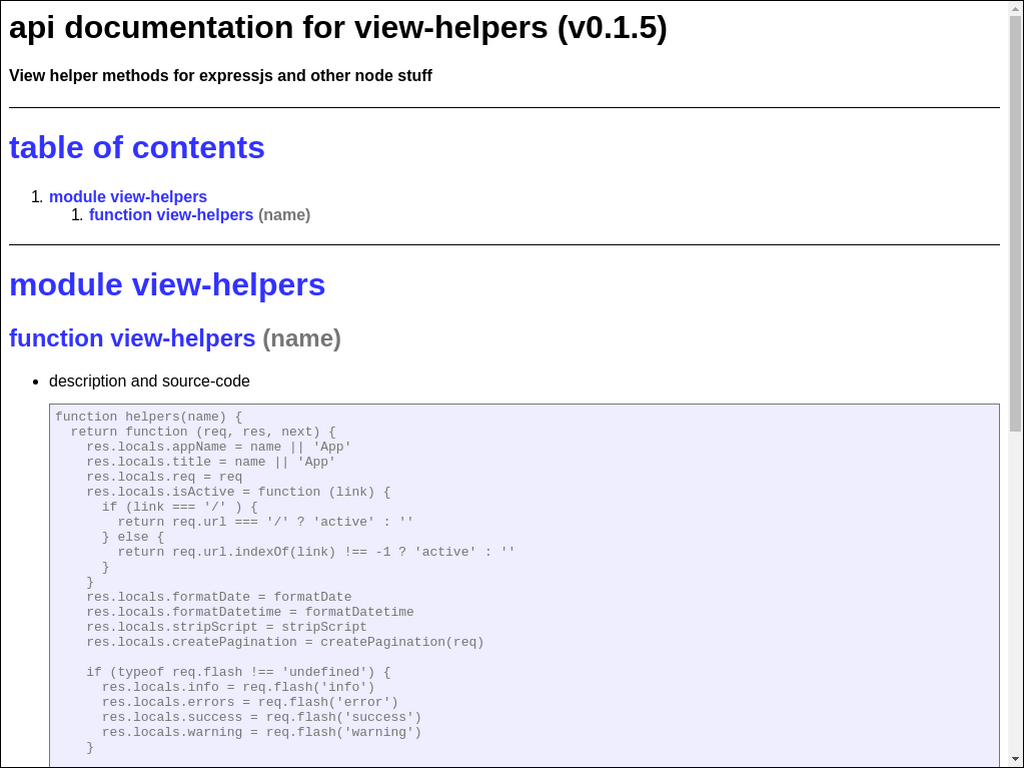 api documentation for view-helpers (v0.1.5)
View helper methods for expressjs and other node stuff
table of contents
1. module view-helpers
1. function view-helpers (name)
module view-helpers
function view-helpers (name)
• description and source-code
function helpers(name) {
  return function (req, res, next) {
    res.locals.appName = name || 'App'
    res.locals.title = name || 'App'
    res.locals.req = req
    res.locals.isActive = function (link) {
      if (link === '/' ) {
        return req.url === '/' ? 'active' : ''
      } else {
        return req.url.indexOf(link) !== -1 ? 'active' : ''
      }
    }
    res.locals.formatDate = formatDate
    res.locals.formatDatetime = formatDatetime
    res.locals.stripScript = stripScript
    res.locals.createPagination = createPagination(req)

    if (typeof req.flash !== 'undefined') {
      res.locals.info = req.flash('info')
      res.locals.errors = req.flash('error')
      res.locals.success = req.flash('success')
      res.locals.warning = req.flash('warning')
    }